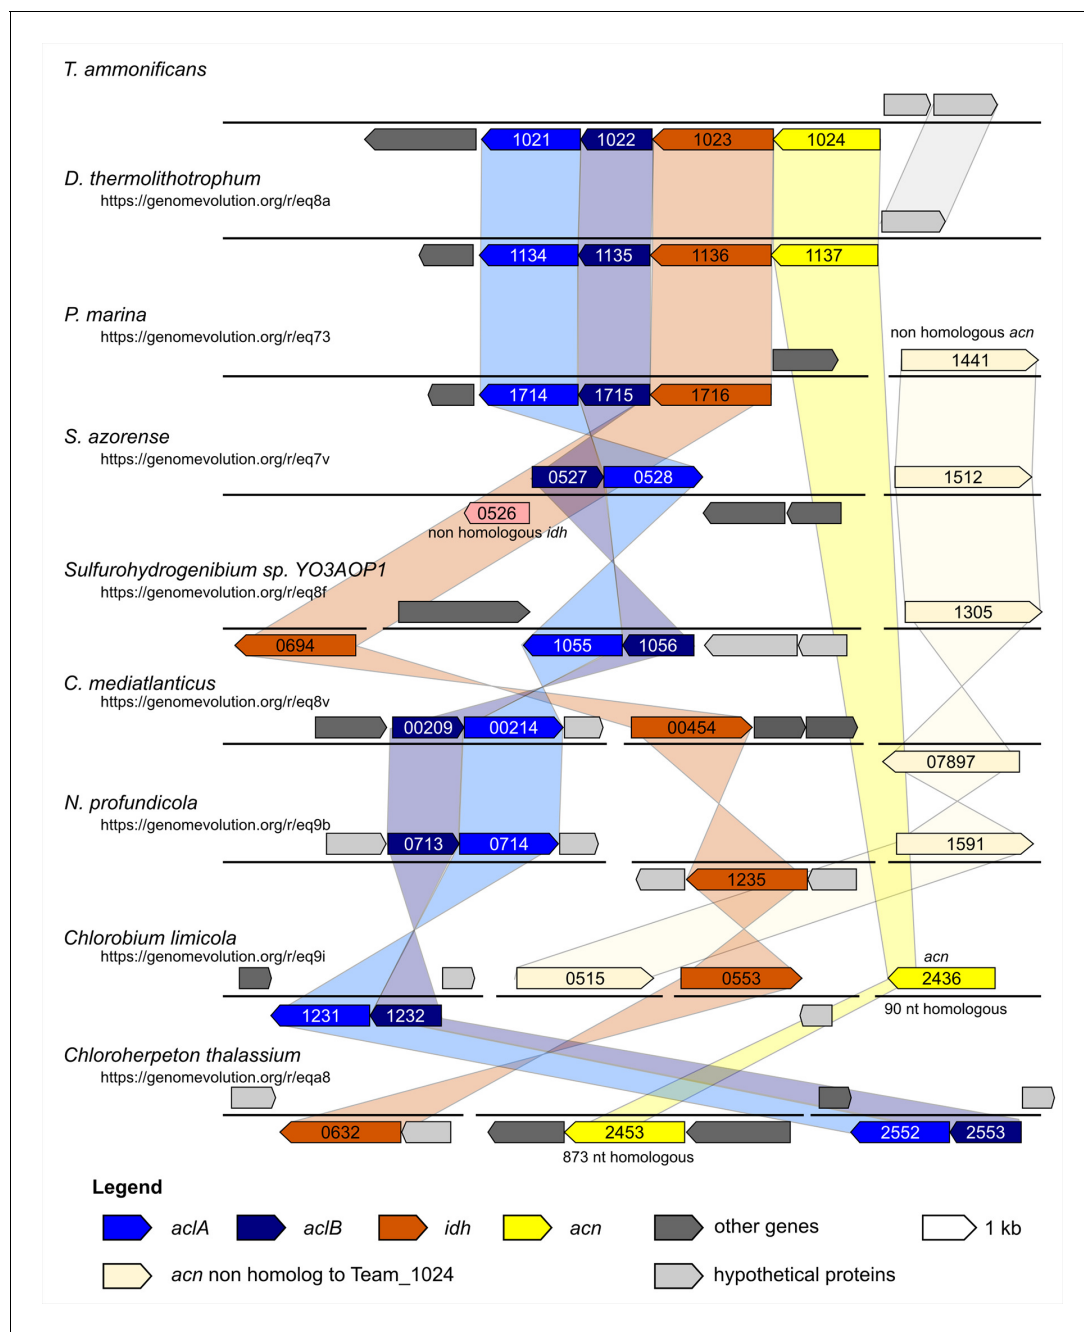 T. ammonificans
1021 1022 1023 1024
D. thermolithotrophum
https://genomevolution.org/r/eq8a
1134 1135 1136 1137
P. marina
https://genomevolution.org/r/eq73
non homologous acn
1441
1714 1715 1716
S. azorense
https://genomevolution.org/r/eq7v
0527 0528 1512
0526
non homologous idh
Sulfurohydrogenibium sp. YO3AOP1
https://genomevolution.org/r/eq8f
1305
0694 1055 1056
C. mediatlanticus
https://genomevolution.org/r/eq8v
00209 00214 00454
07897
N. profundicola
https://genomevolution.org/r/eq9b
0713 0714 1591
1235
Chlorobium limicola
https://genomevolution.org/r/eq9i
acn
0515 0553 2436
90 nt homologous
1231 1232
Chloroherpeton thalassium
https://genomevolution.org/r/eqa8
0632 2453 2552 2553
873 nt homologous
Legend
aclA aclB idh acn other genes 1 kb
acn non homolog to Team_1024 hypothetical proteins